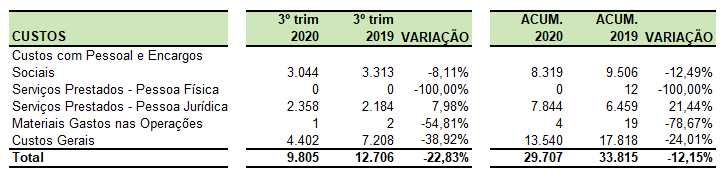 3º trim 3º trim ACUM. ACUM.
CUSTOS 2020 2019 VARIAÇÃO 2020 2019 VARIAÇÃO
Custos com Pessoal e Encargos
Sociais 3.044 3.313 -8,11% 8.319 9.506 -12,49%
Serviços Prestados - Pessoa Física 0 0 -100,00% 0 12 -100,00%
Serviços Prestados - Pessoa Jurídica 2.358 2.184 7,98% 7.844 6.459 21,44%
Materiais Gastos nas Operações 1 2 -54,81% 4 19 -78,67%
Custos Gerais 4.402 7.208 -38,92% 13.540 17.818 -24,01%
Total 9.805 12.706 -22,83% 29.707 33.815 -12,15%